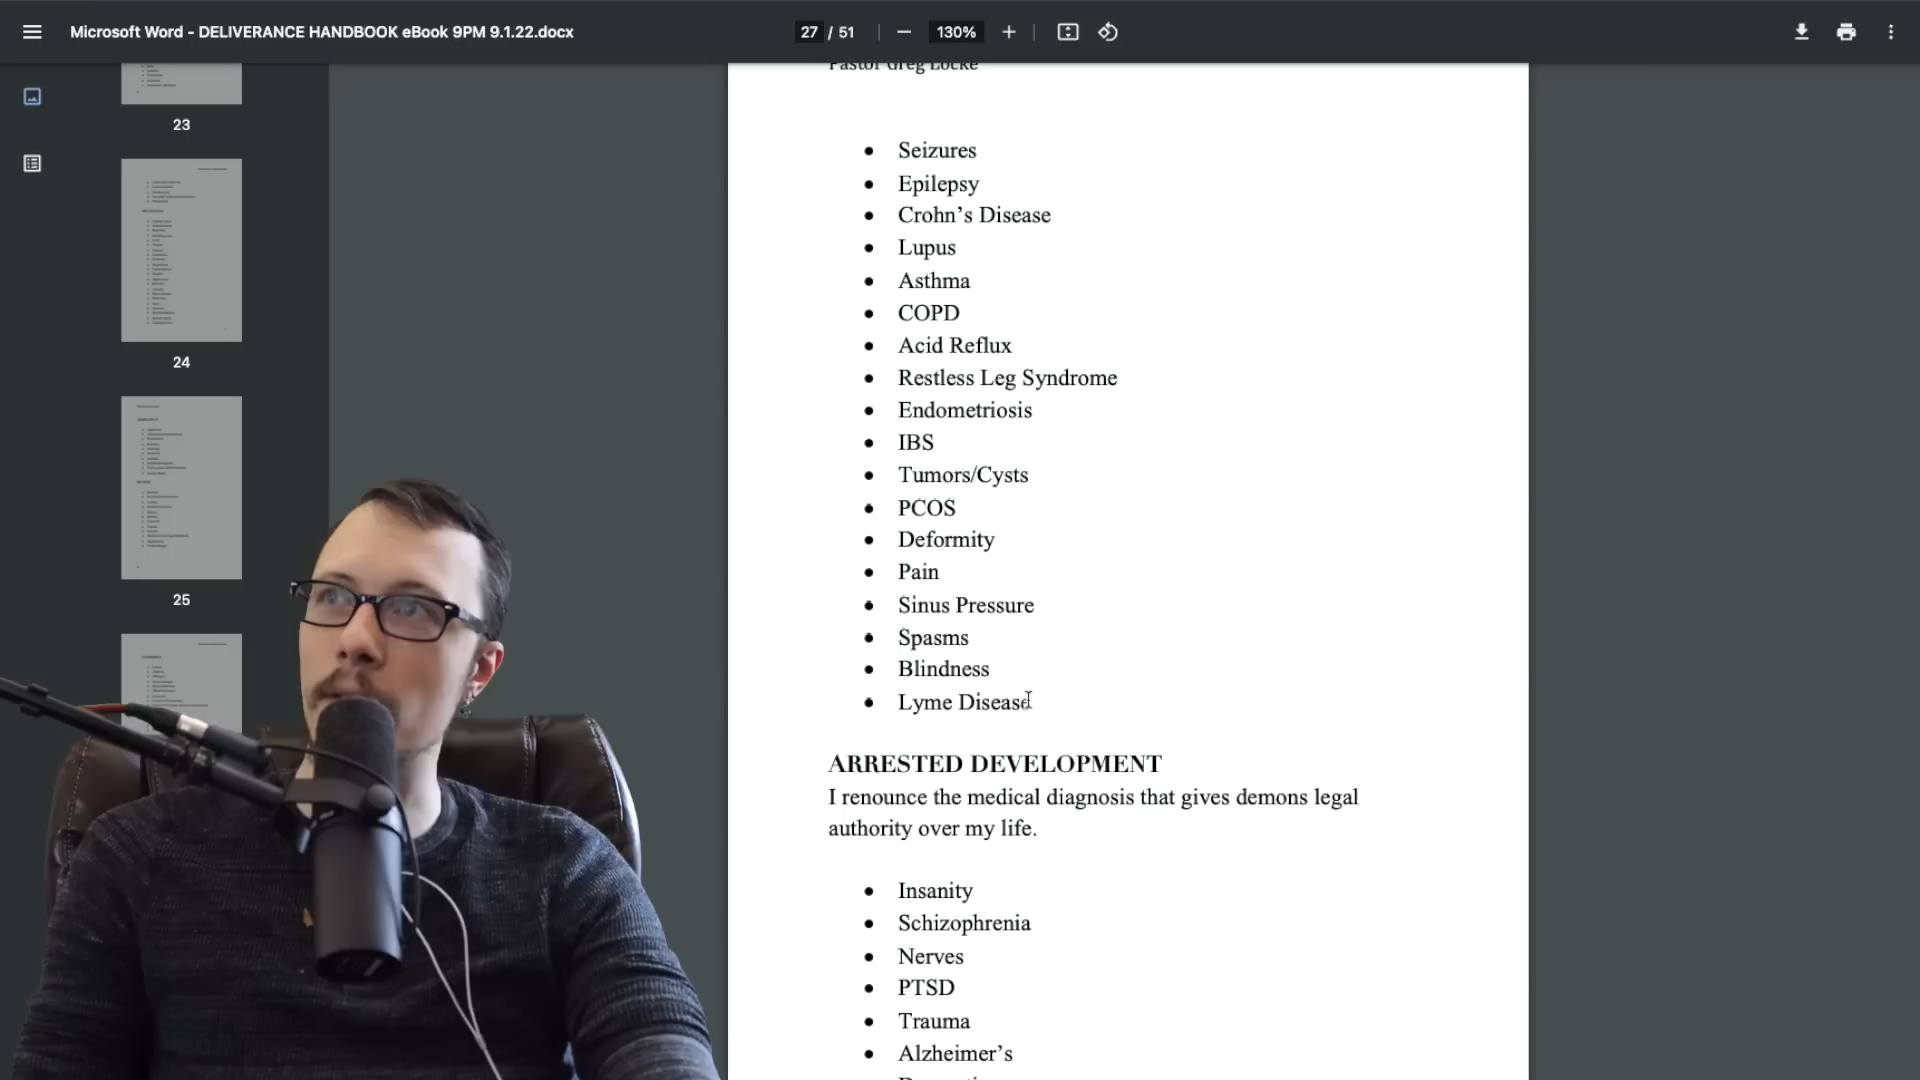 Microsoft Word - DELIVERANCE HANDBOOK eBook 9PM 9.1.22.docx
27 / 51
130%
Pastor Greg Locke
23
24
25
• Seizures
• Epilepsy
• Crohn’s Disease
• Lupus
• Asthma
• COPD
• Acid Reflux
• Restless Leg Syndrome
• Endometriosis
• IBS
• Tumors/Cysts
• PCOS
• Deformity
• Pain
• Sinus Pressure
• Spasms
• Blindness
• Lyme Disease
ARRESTED DEVELOPMENT
I renounce the medical diagnosis that gives demons legal
authority over my life.
• Insanity
• Schizophrenia
• Nerves
• PTSD
• Trauma
• Alzheimer’s